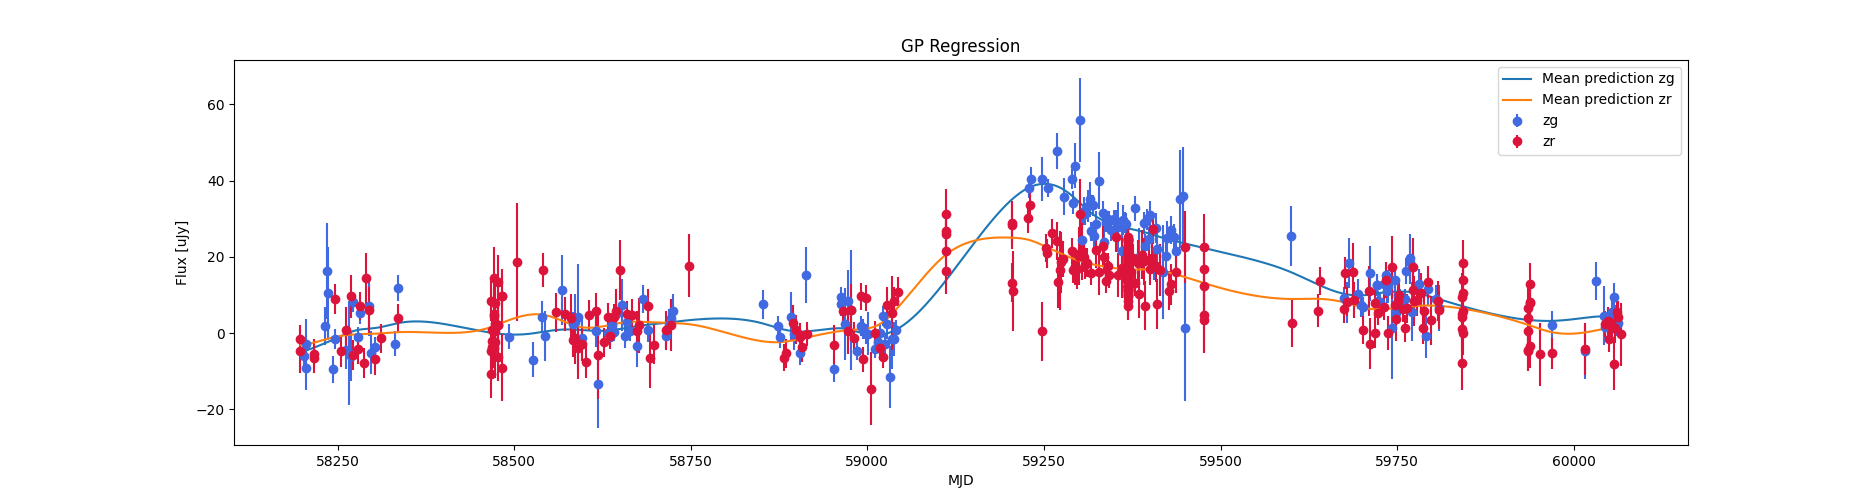 GP Regression
Mean prediction zg
Mean prediction zr
zg
zr
Flux [uJy]
60
40
20
0
−20
58250 58500 58750 59000 59250 59500 59750 60000
MJD